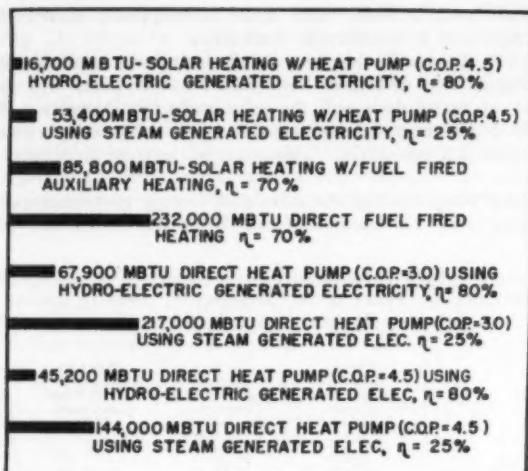 16,700 MBTU-SOLAR HEATING W/HEAT PUMP (C.O.P. 4.5)
HYDRO-ELECTRIC GENERATED ELECTRICITY, η = 80%
53,400 MBTU-SOLAR HEATING W/HEAT PUMP (C.O.P. 4.5)
USING STEAM GENERATED ELECTRICITY, η = 25%
85,800 MBTU-SOLAR HEATING W/FUEL FIRED
AUXILIARY HEATING, η = 70%
232,000 MBTU DIRECT FUEL FIRED
HEATING η = 70%
67,900 MBTU DIRECT HEAT PUMP (C.O.P.=3.0) USING
HYDRO-ELECTRIC GENERATED ELECTRICITY, η = 80%
217,000 MBTU DIRECT HEAT PUMP (C.O.P.=3.0)
USING STEAM GENERATED ELEC. η = 25%
45,200 MBTU DIRECT HEAT PUMP (C.O.P.=4.5) USING
HYDRO-ELECTRIC GENERATED ELEC, η = 80%
144,000 MBTU DIRECT HEAT PUMP (C.O.P.=4.5)
USING STEAM GENERATED ELEC, η = 25%